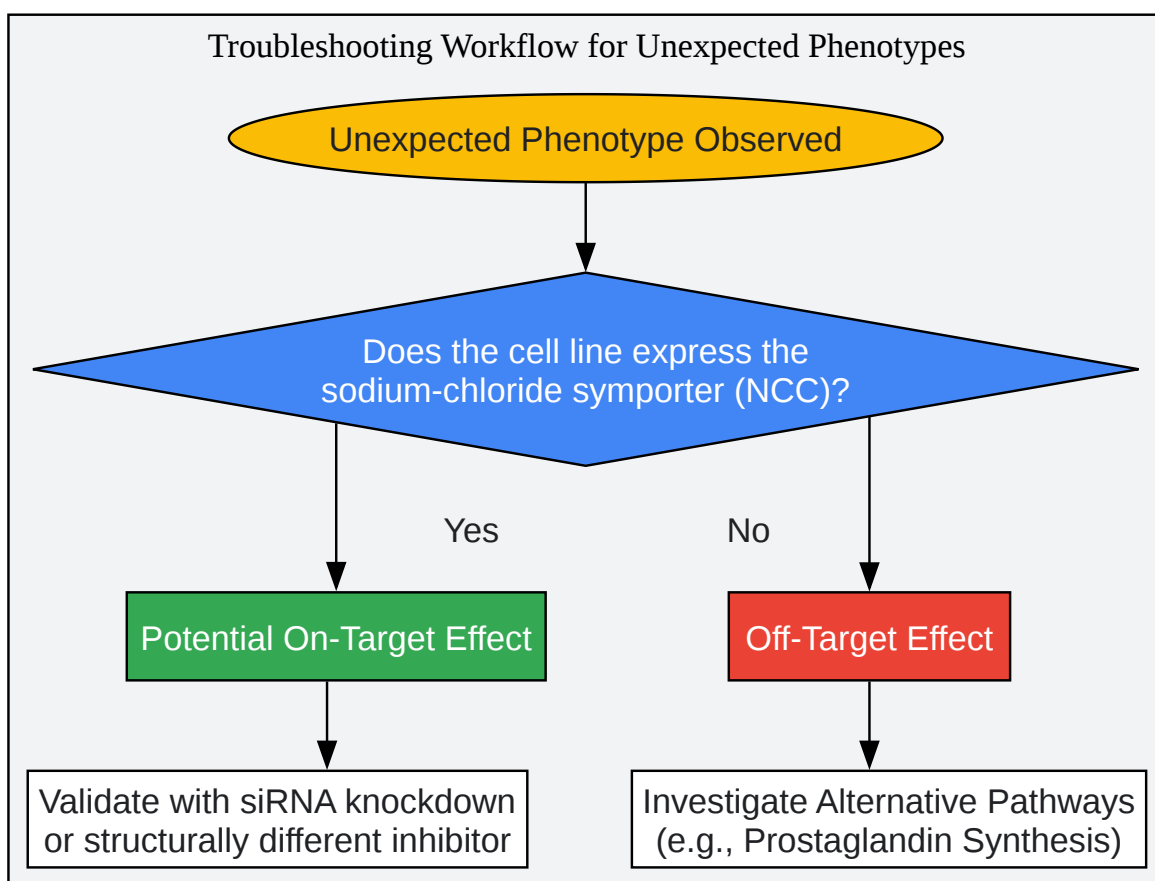 Troubleshooting Workflow for Unexpected Phenotypes
Unexpected Phenotype Observed
Does the cell line express the
sodium-chloride symporter (NCC)?
Yes
No
Potential On-Target Effect
Off-Target Effect
Validate with siRNA knockdown
or structurally different inhibitor
Investigate Alternative Pathways
(e.g., Prostaglandin Synthesis)